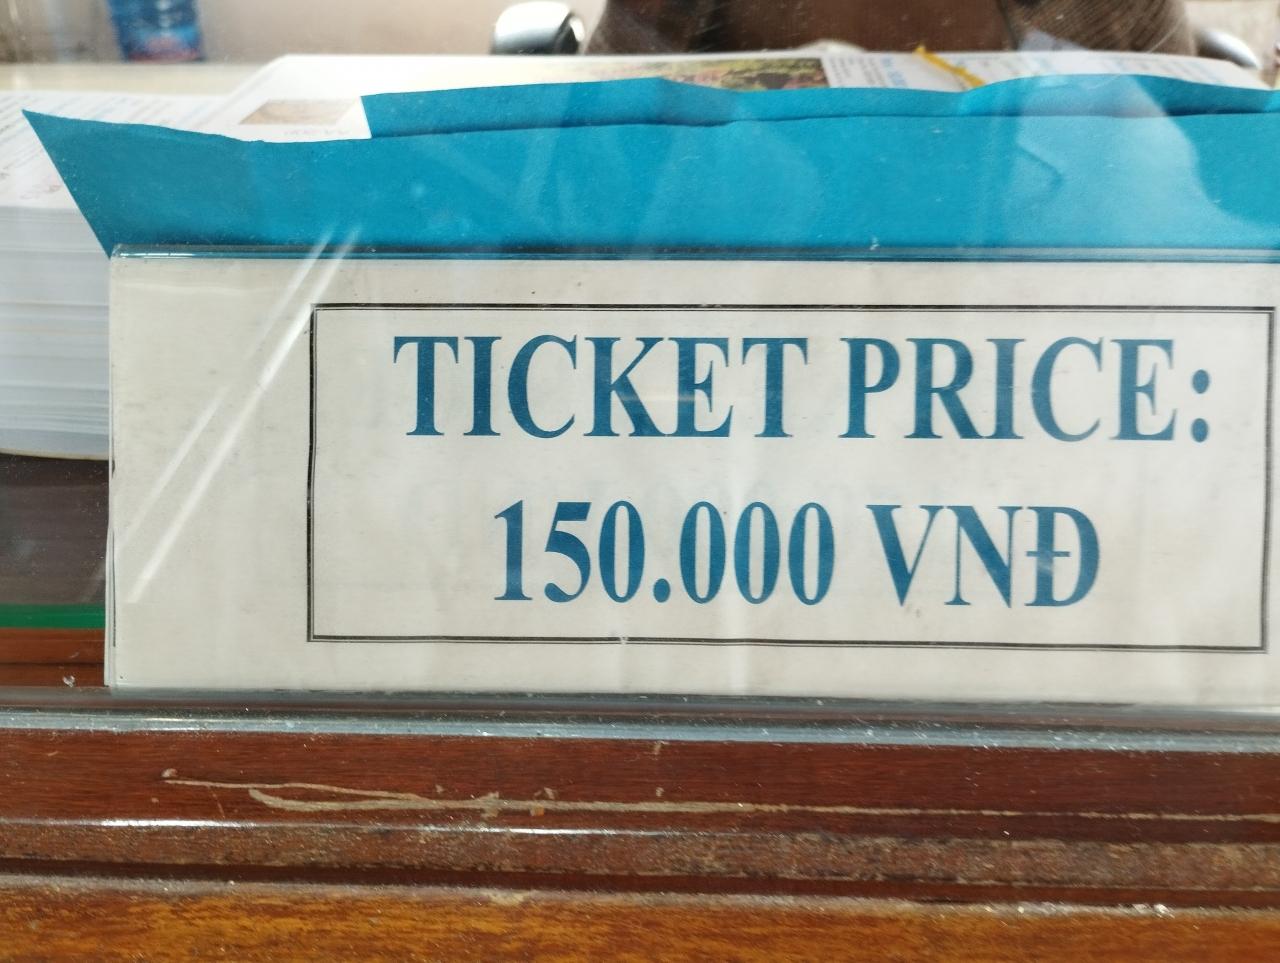 TICKET PRICE:
150.000 VNĐ